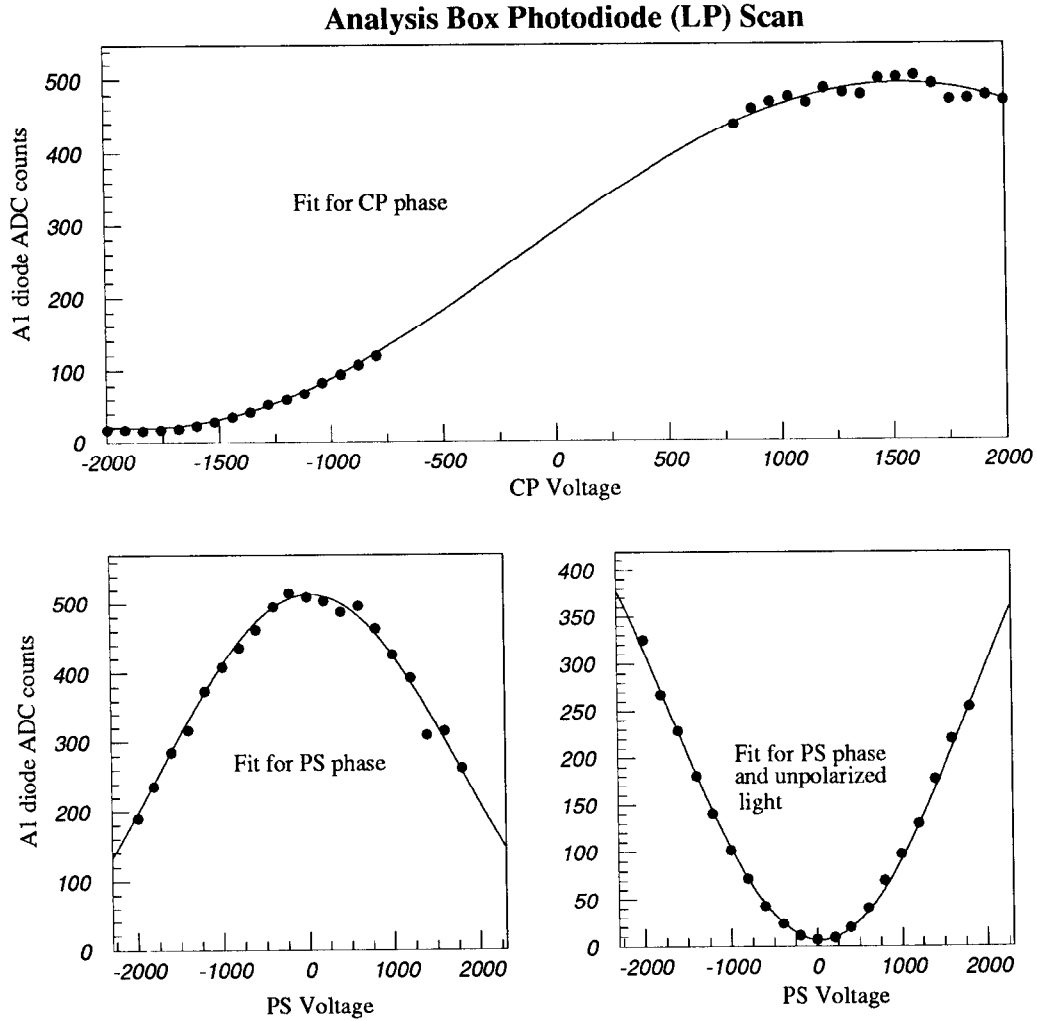 Analysis Box Photodiode (LP) Scan
A1 diode ADC counts
500
400
300
200
100
0
Fit for CP phase
-2000 -1500 -1000 -500 0 500 1000 1500 2000
CP Voltage
A1 diode ADC counts
500
400
300
200
100
0
Fit for PS phase
-2000 -1000 0 1000 2000
PS Voltage
400
350
300
250
200
150
100
50
0
Fit for PS phase
and unpolarized
light
-2000 -1000 0 1000 2000
PS Voltage